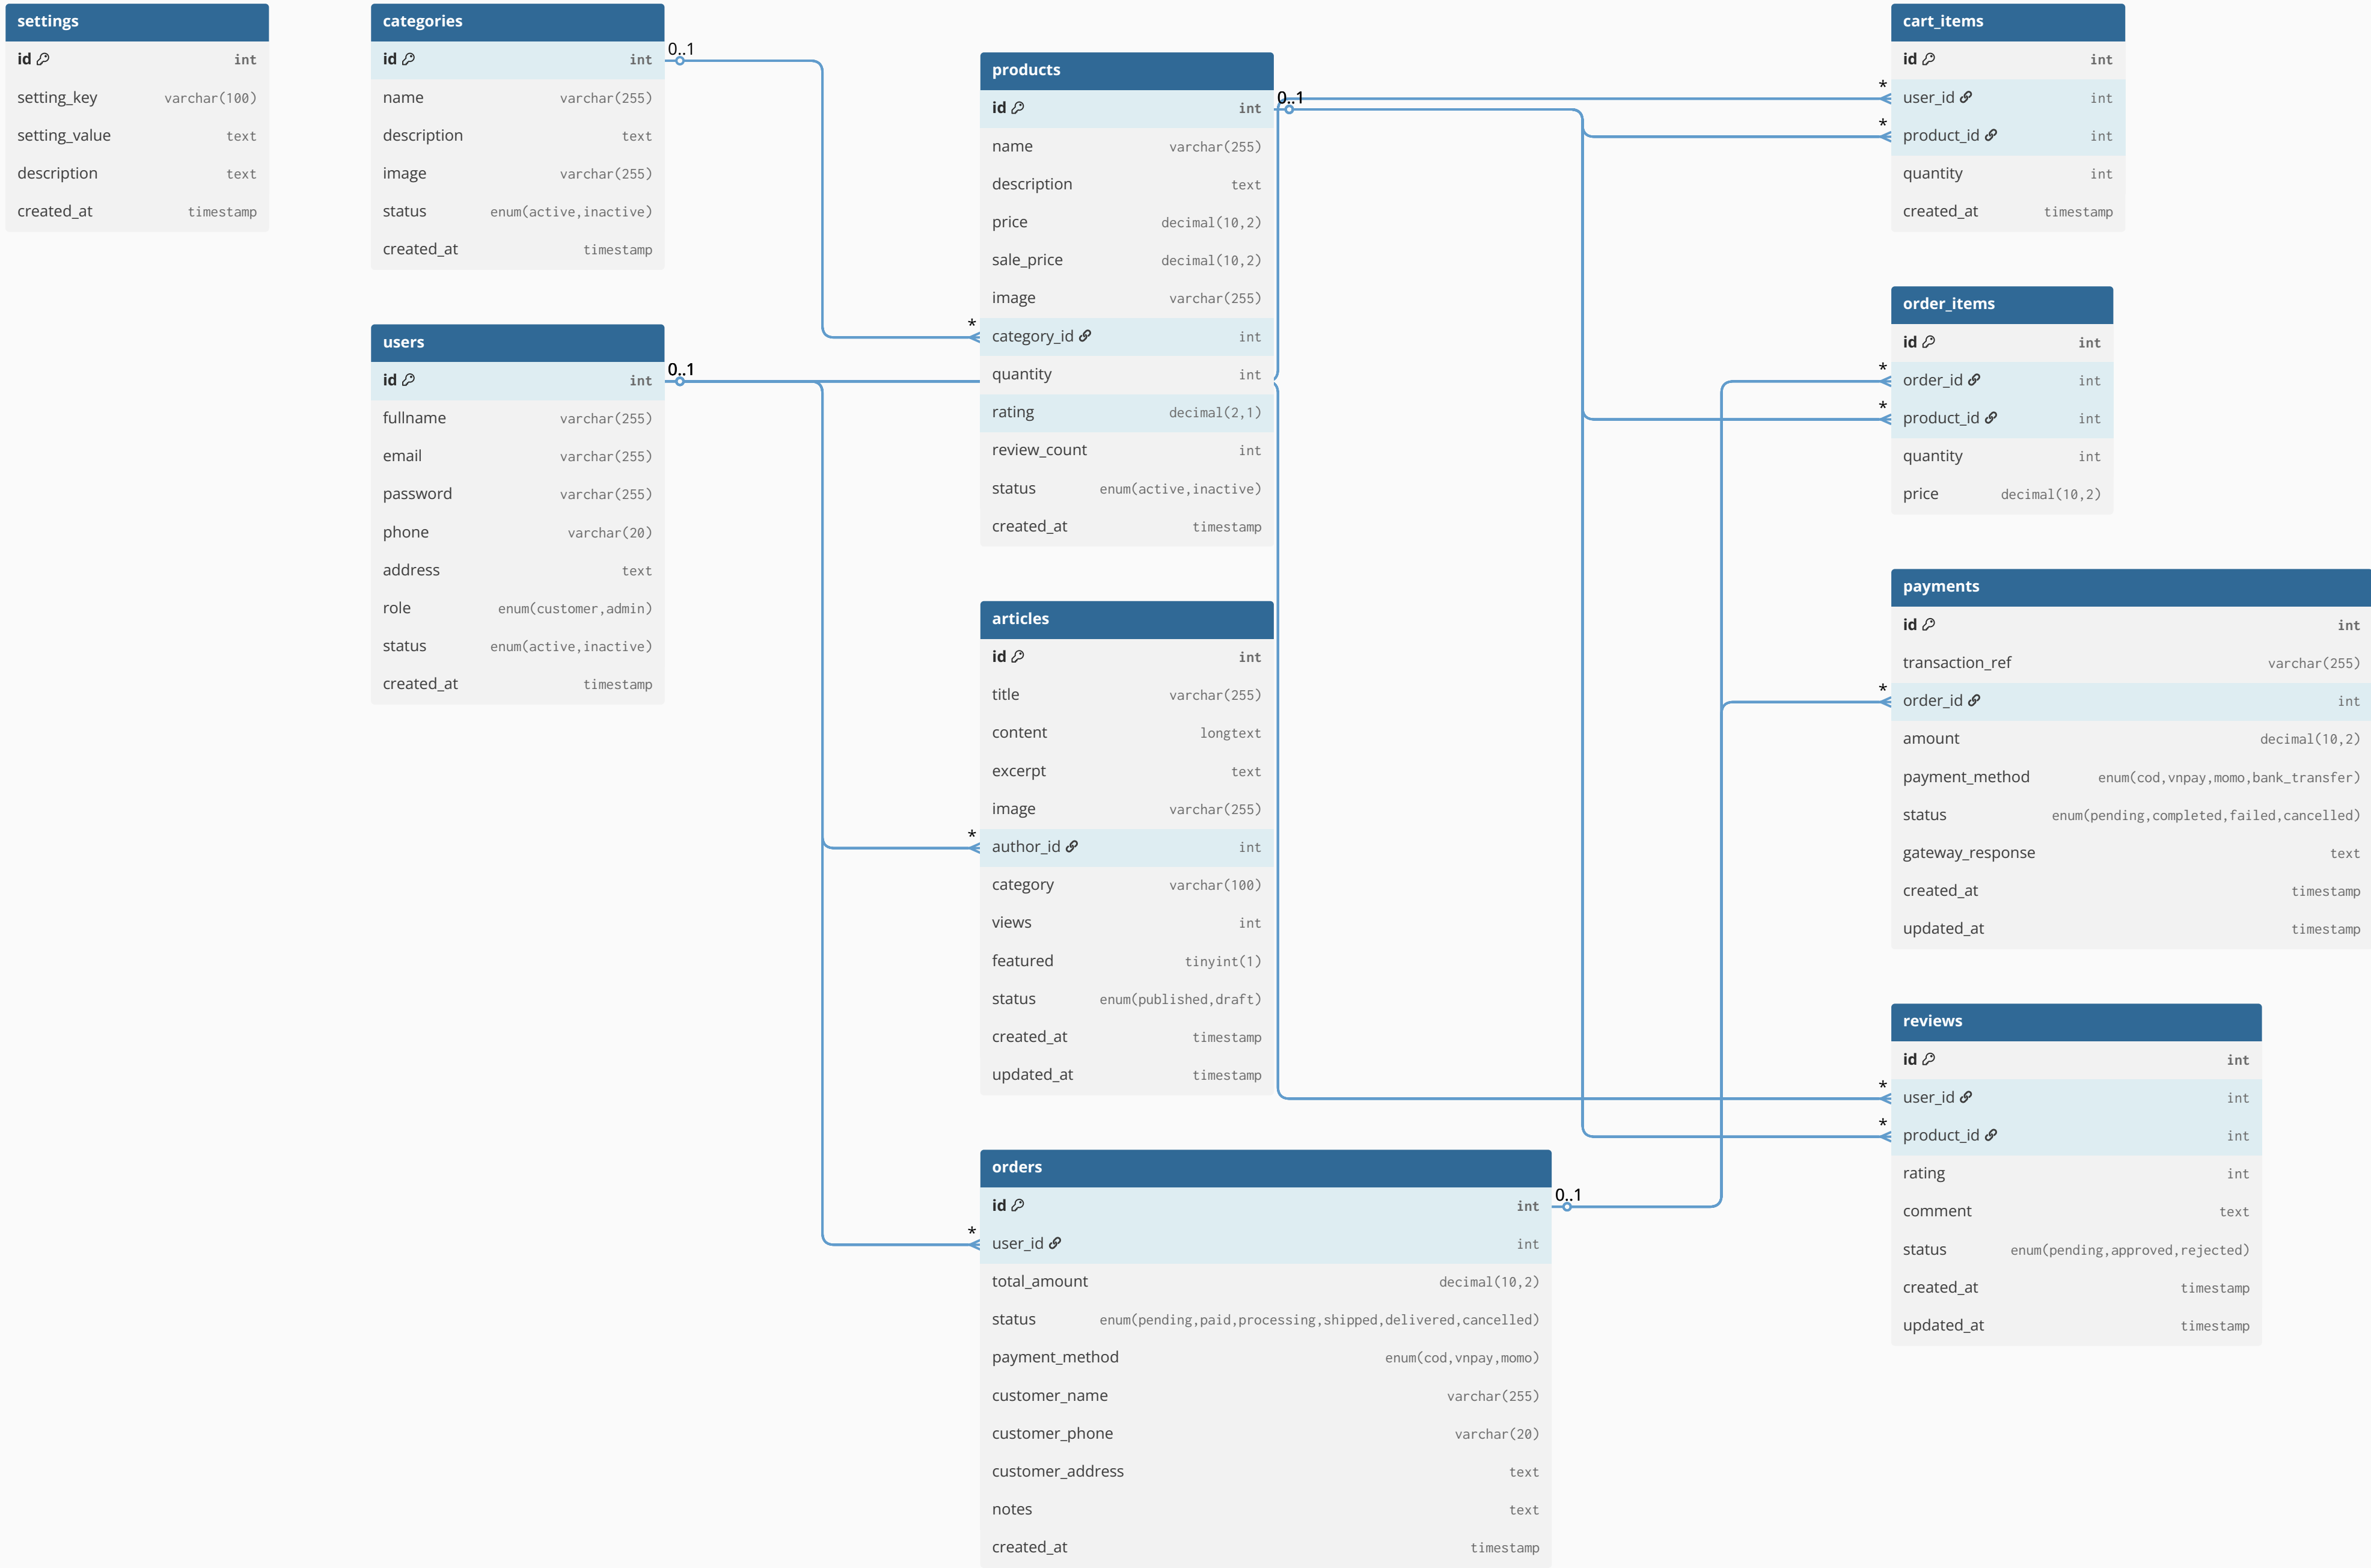 settings
id int
setting_key varchar(100)
setting_value text
description text
created_at timestamp
categories
id int
name varchar(255)
description text
image varchar(255)
status enum(active,inactive)
created_at timestamp
0..1
users
id int
fullname varchar(255)
email varchar(255)
password varchar(255)
phone varchar(20)
address text
role enum(customer,admin)
status enum(active,inactive)
created_at timestamp
0..1
products
id int
name varchar(255)
description text
price decimal(10,2)
sale_price decimal(10,2)
image varchar(255)
* category_id int
quantity int
rating decimal(2,1)
review_count int
status enum(active,inactive)
created_at timestamp
0..1
articles
id int
title varchar(255)
content longtext
excerpt text
image varchar(255)
* author_id int
category varchar(100)
views int
featured tinyint(1)
status enum(published,draft)
created_at timestamp
updated_at timestamp
orders
id int
0..1
* user_id int
total_amount decimal(10,2)
status enum(pending,paid,processing,shipped,delivered,cancelled)
payment_method enum(cod,vnpay,momo)
customer_name varchar(255)
customer_phone varchar(20)
customer_address text
notes text
created_at timestamp
cart_items
id int
* user_id int
* product_id int
quantity int
created_at timestamp
order_items
id int
* order_id int
* product_id int
quantity int
price decimal(10,2)
payments
id int
transaction_ref varchar(255)
* order_id int
amount decimal(10,2)
payment_method enum(cod,vnpay,momo,bank_transfer)
status enum(pending,completed,failed,cancelled)
gateway_response text
created_at timestamp
updated_at timestamp
reviews
id int
* user_id int
* product_id int
rating int
comment text
status enum(pending,approved,rejected)
created_at timestamp
updated_at timestamp